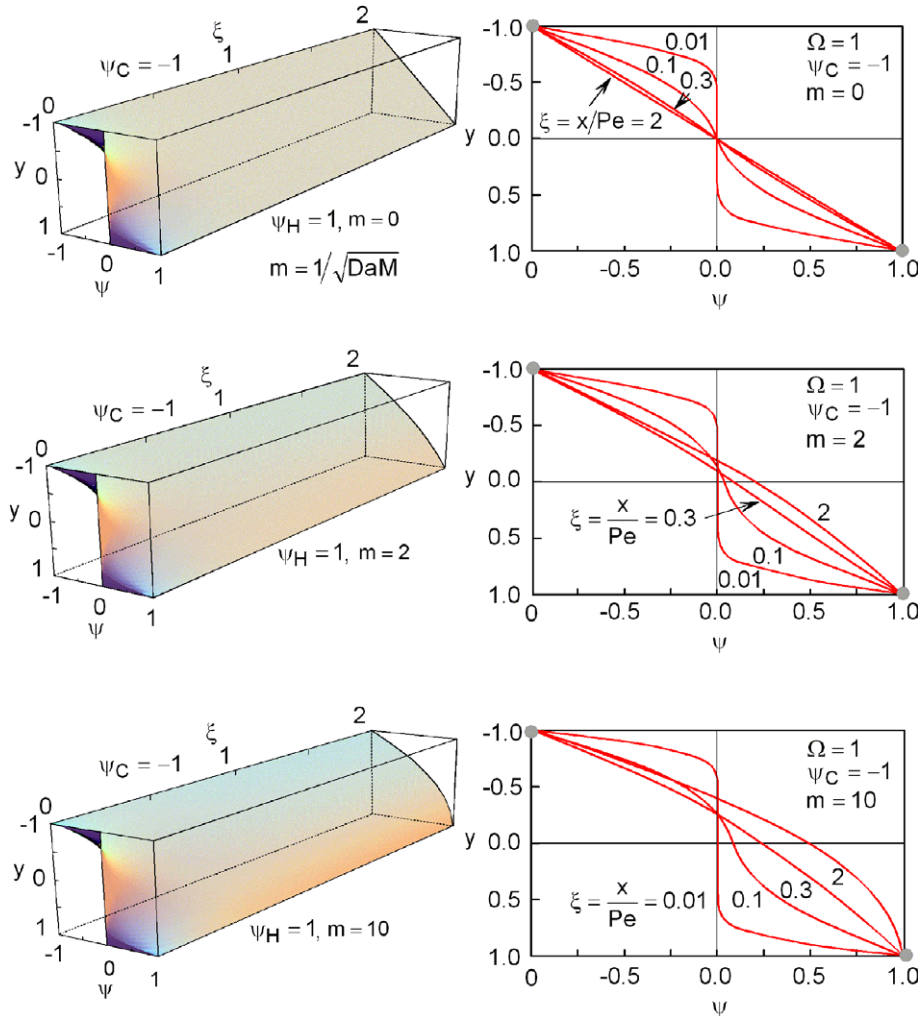 ξ
2
1
ψC = −1
0
-1
y
0
1
-1
0
1
ψ
ψH = 1, m = 0
m = 1/√DaM
-1.0
-0.5
0.0
0.5
1.0
y
0.01
0.1
0.3
ξ = x/Pe = 2
Ω = 1
ψC = −1
m = 0
0
-0.5
0.0
0.5
1.0
ψ
ξ
2
1
ψC = −1
0
-1
y
0
1
-1
0
1
ψ
ψH = 1, m = 2
-1.0
-0.5
0.0
0.5
1.0
y
Ω = 1
ψC = −1
m = 2
ξ = x/Pe = 0.3
2
0.1
0.01
0
-0.5
0.0
0.5
1.0
ψ
ξ
2
1
ψC = −1
0
-1
y
0
1
-1
0
1
ψ
ψH = 1, m = 10
-1.0
-0.5
0.0
0.5
1.0
y
Ω = 1
ψC = −1
m = 10
ξ = x/Pe = 0.01
0.1
0.3
2
0
-0.5
0.0
0.5
1.0
ψ